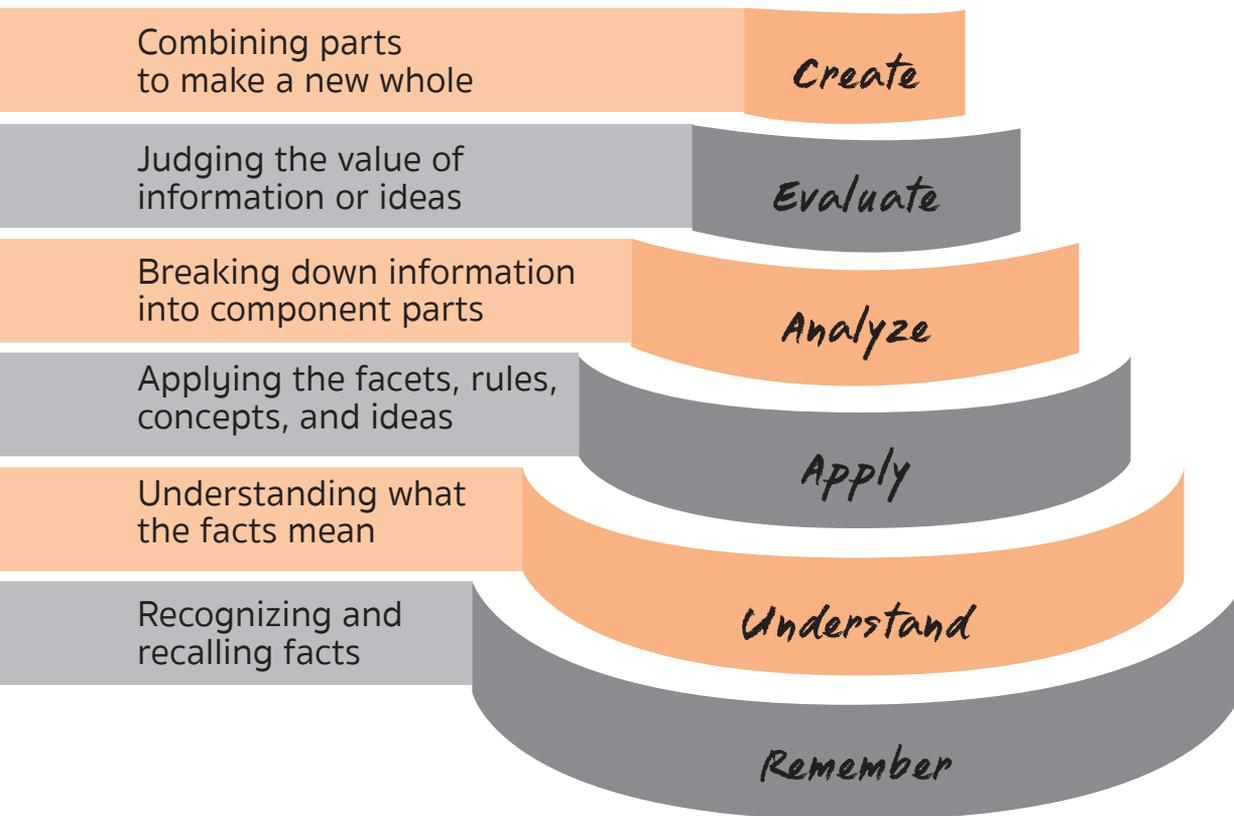 Combining parts
to make a new whole
Create
Judging the value of
information or ideas
Evaluate
Breaking down information
into component parts
Analyze
Applying the facets, rules,
concepts, and ideas
Apply
Understanding what
the facts mean
Understand
Recognizing and
recalling facts
Remember